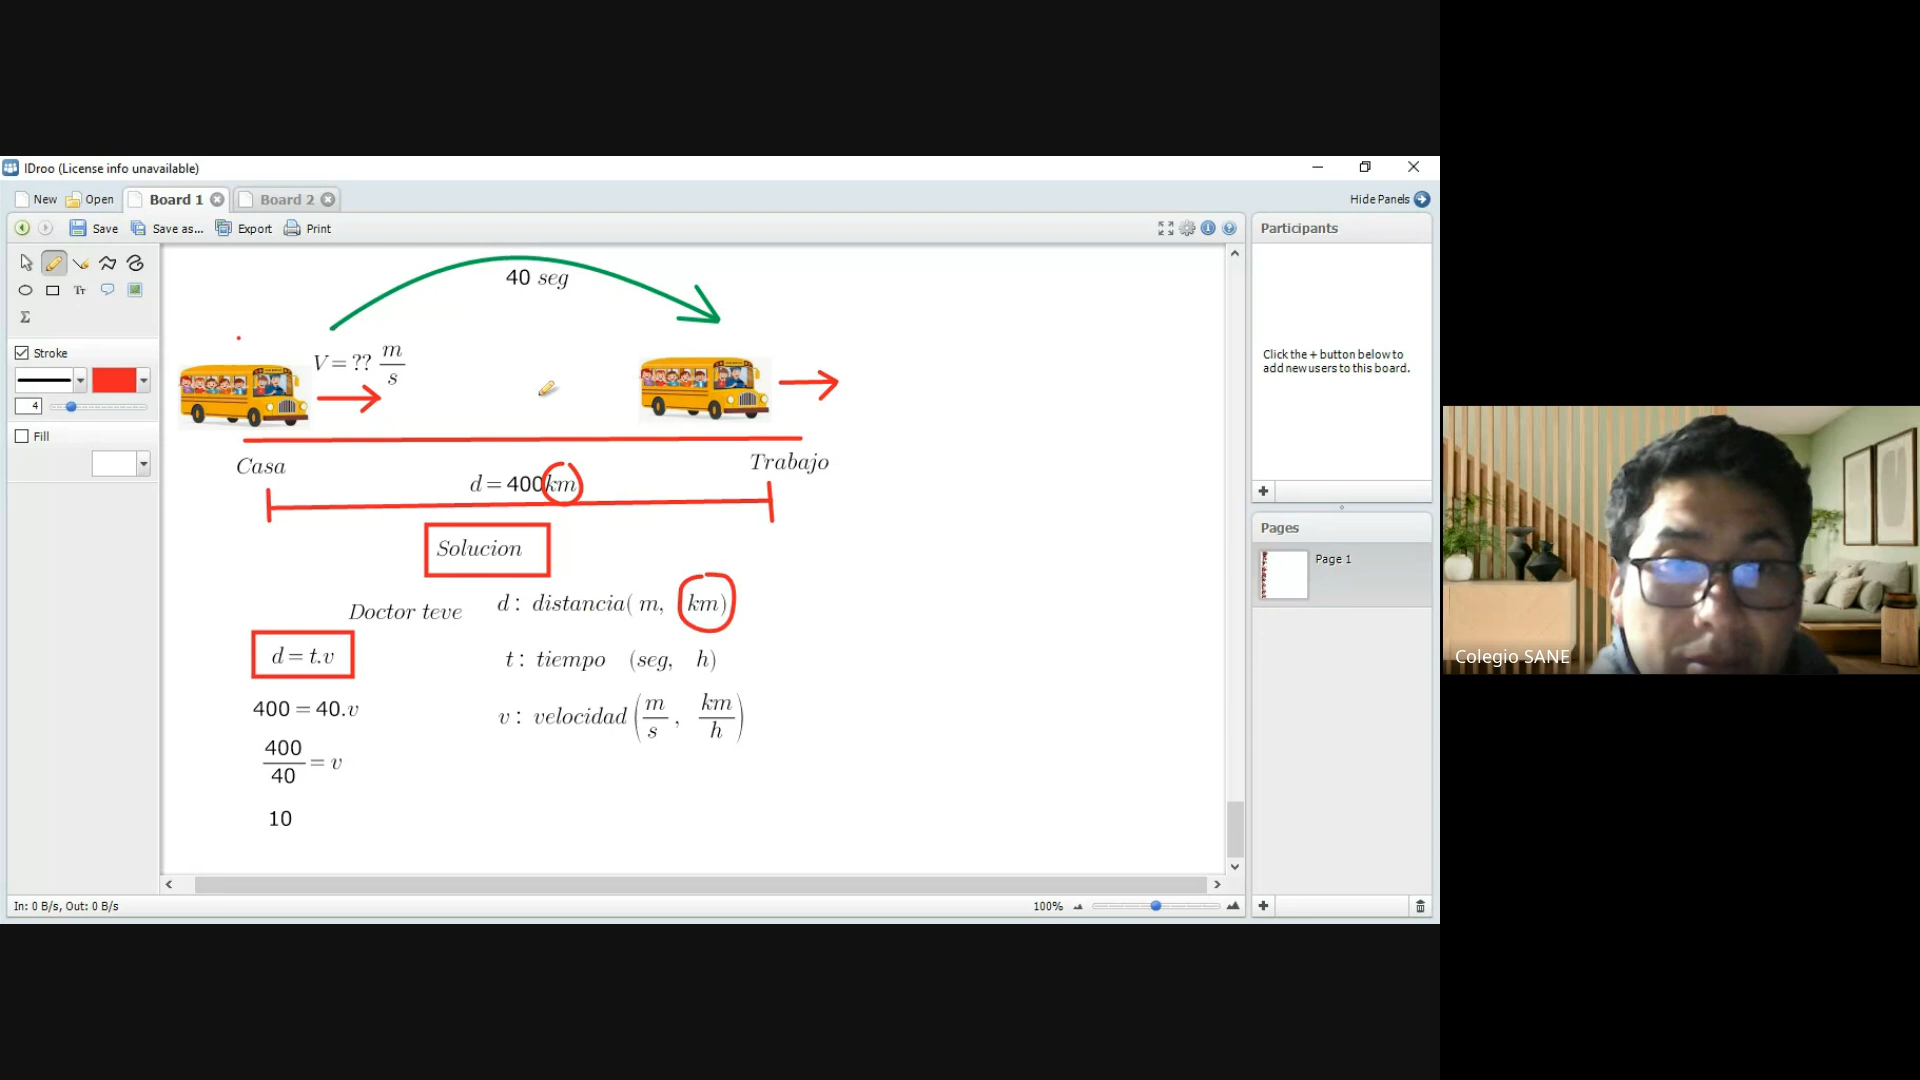 IDroo (License info unavailable)
New Open Board 1 Board 2 Hide Panels
Save Save as... Export Print
Participants
40 seg
V = ?? m/s
Stroke
4
Fill
Click the + button below to
add new users to this board.
Casa Trabajo
d = 400km
Solucion
Pages
Page 1
Doctor teve d : distancia( m, km)
d = t.v t : tiempo (seg, h)
400 = 40.v v : velocidad (m/s , km/h)
400/40 = v
10
Colegio SANE
In: 0 B/s, Out: 0 B/s 100%